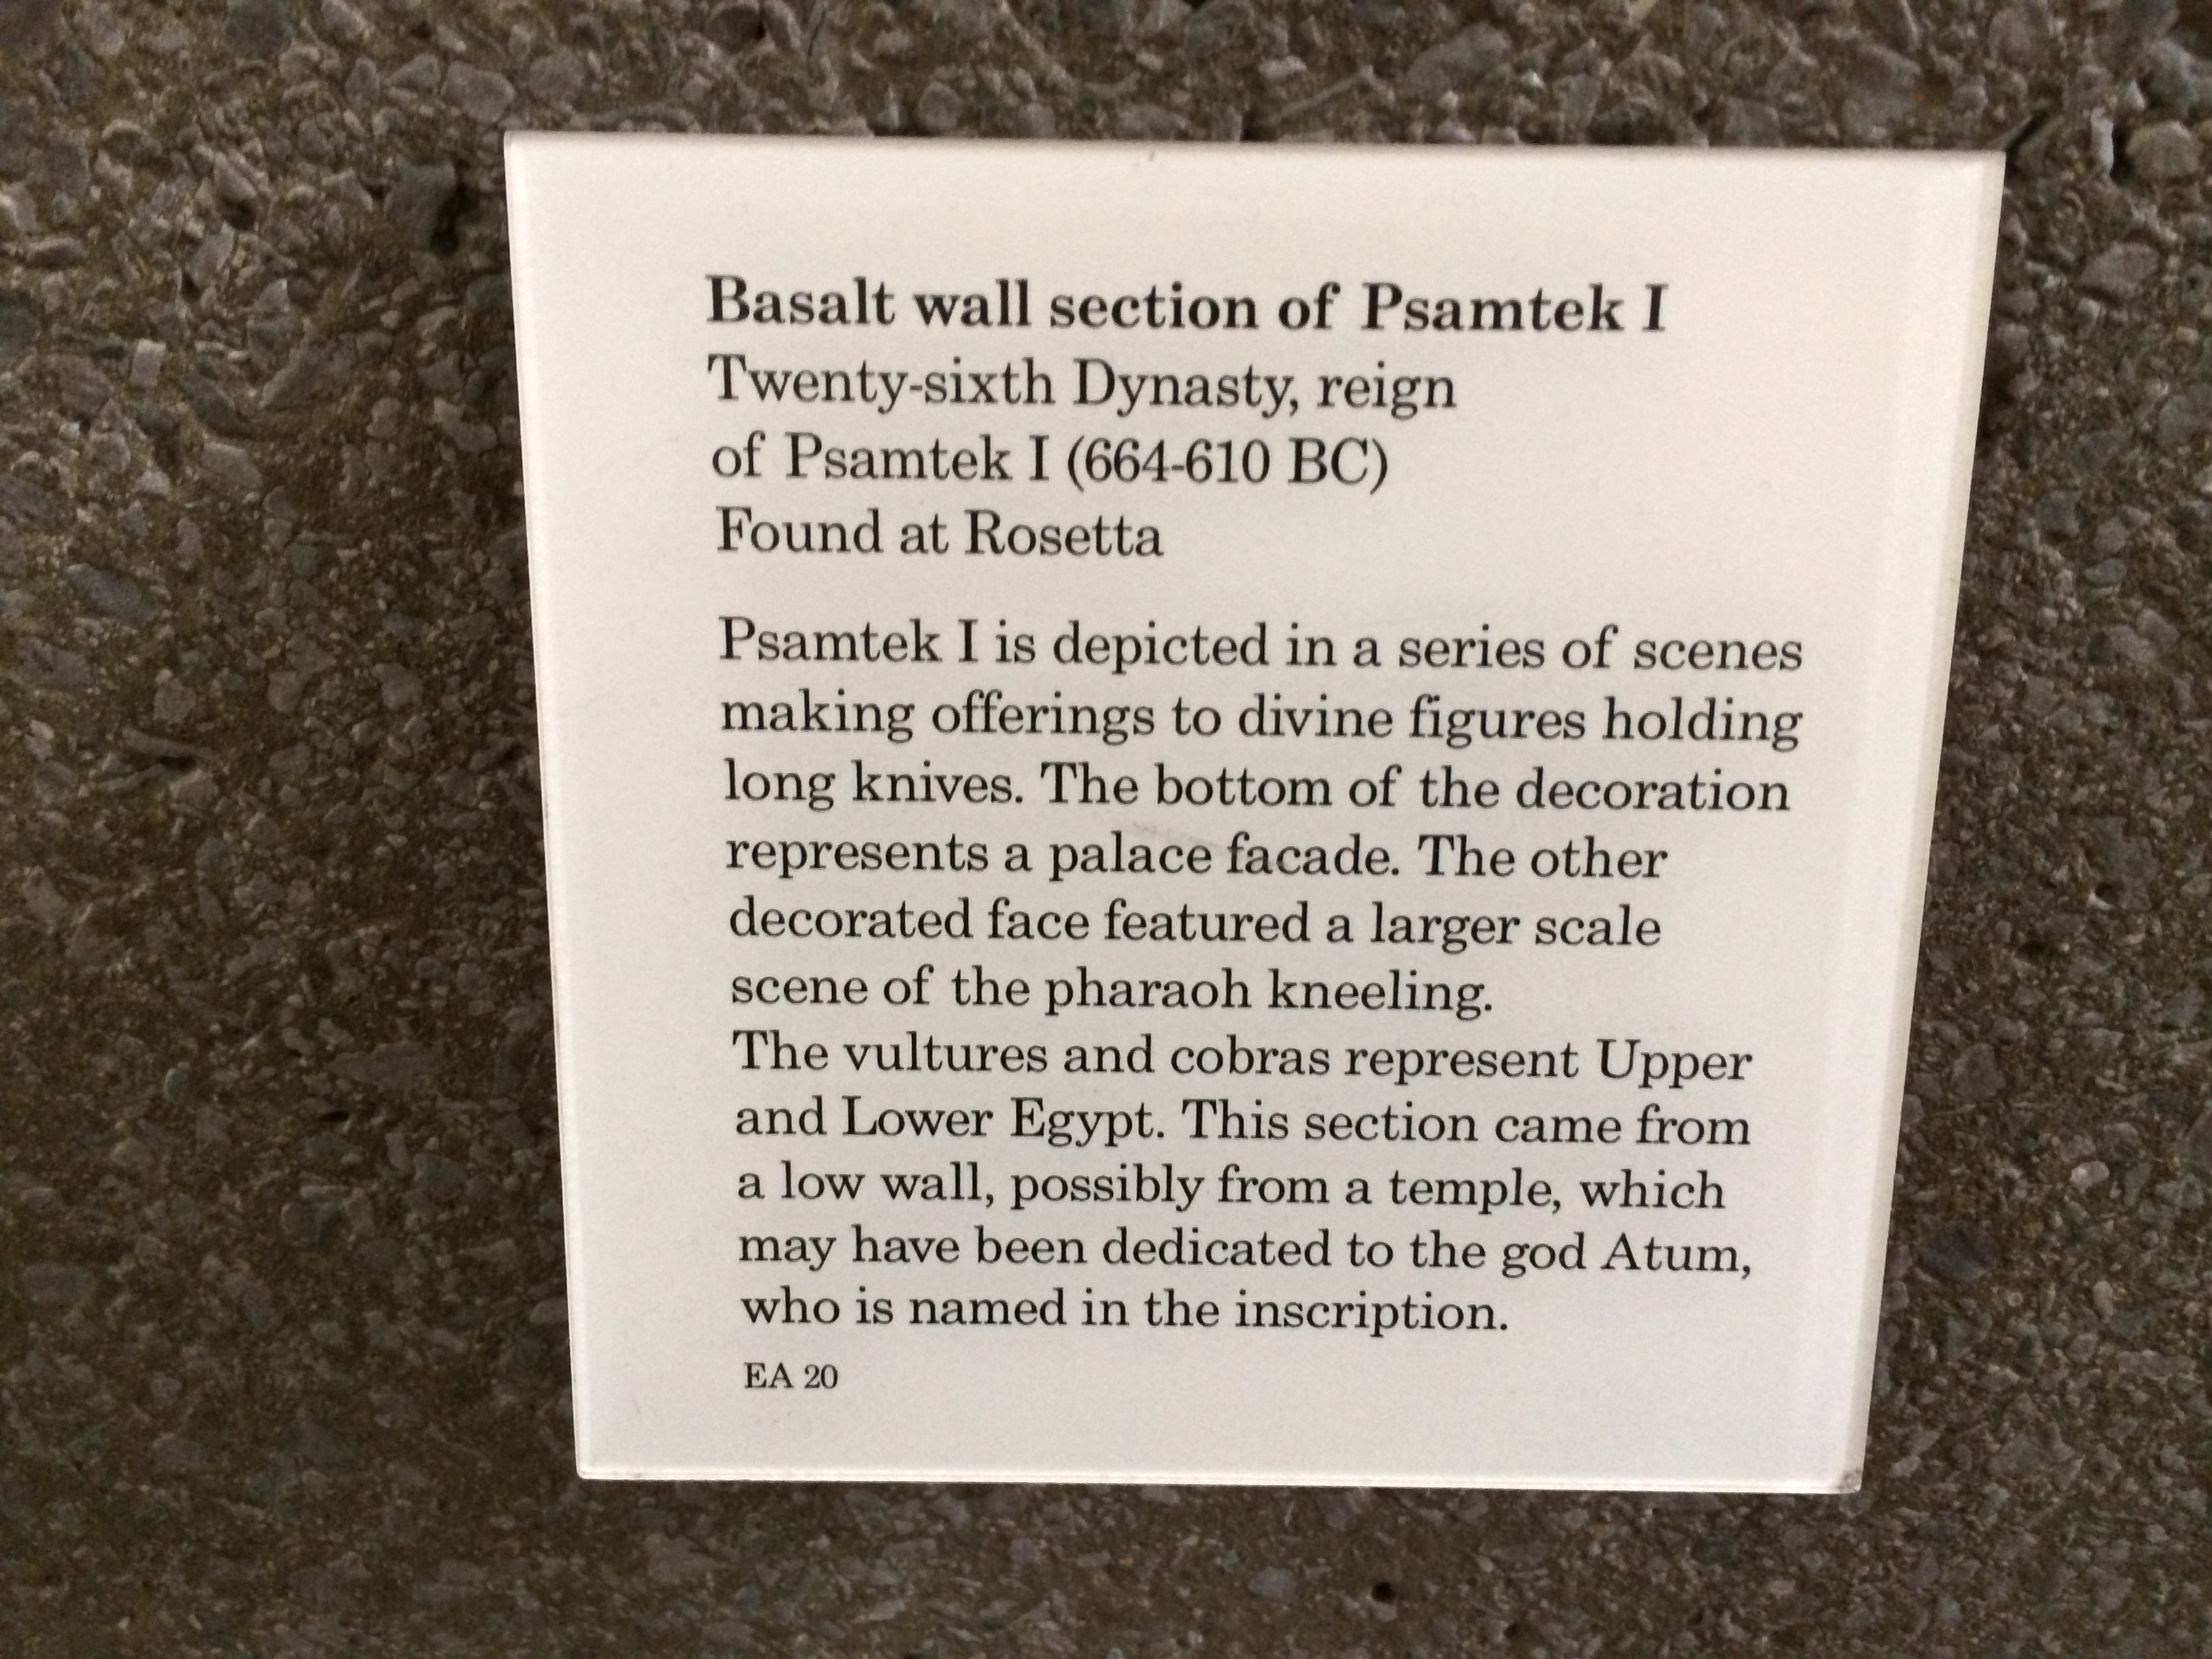 Basalt wall section of Psamtek I
Twenty-sixth Dynasty, reign
of Psamtek I (664-610 BC)
Found at Rosetta
Psamtek I is depicted in a series of scenes
making offerings to divine figures holding
long knives. The bottom of the decoration
represents a palace facade. The other
decorated face featured a larger scale
scene of the pharaoh kneeling.
The vultures and cobras represent Upper
and Lower Egypt. This section came from
a low wall, possibly from a temple, which
may have been dedicated to the god Atum,
who is named in the inscription.
EA 20